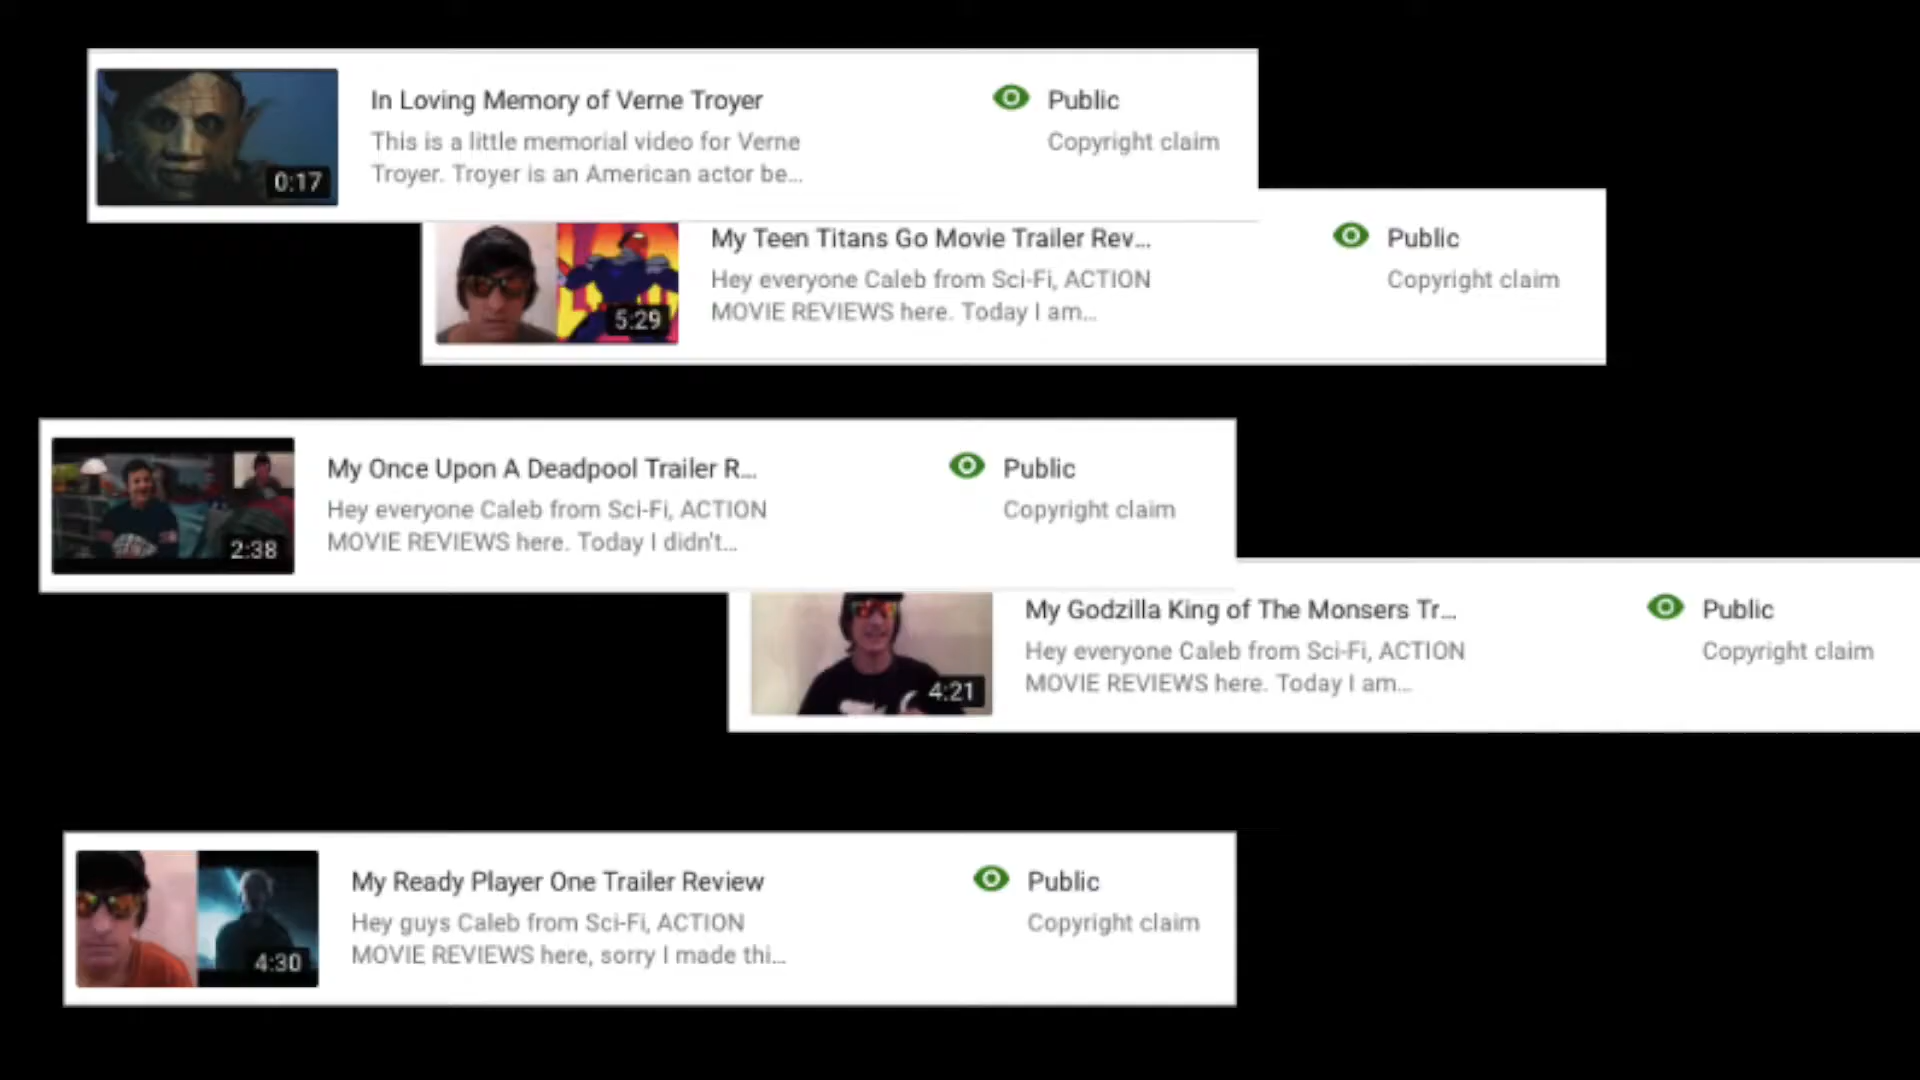 In Loving Memory of Verne Troyer
Public
This is a little memorial video for Verne
Copyright claim
Troyer. Troyer is an American actor be...
0:17
My Teen Titans Go Movie Trailer Rev...
Public
Hey everyone Caleb from Sci-Fi, ACTION
Copyright claim
MOVIE REVIEWS here. Today I am...
5:29
My Once Upon A Deadpool Trailer R...
Public
Hey everyone Caleb from Sci-Fi, ACTION
Copyright claim
MOVIE REVIEWS here. Today I didn't...
2:38
My Godzilla King of The Monsers Tr...
Public
Hey everyone Caleb from Sci-Fi, ACTION
Copyright claim
MOVIE REVIEWS here. Today I am...
4:21
My Ready Player One Trailer Review
Public
Hey guys Caleb from Sci-Fi, ACTION
Copyright claim
MOVIE REVIEWS here, sorry I made thi...
4:30